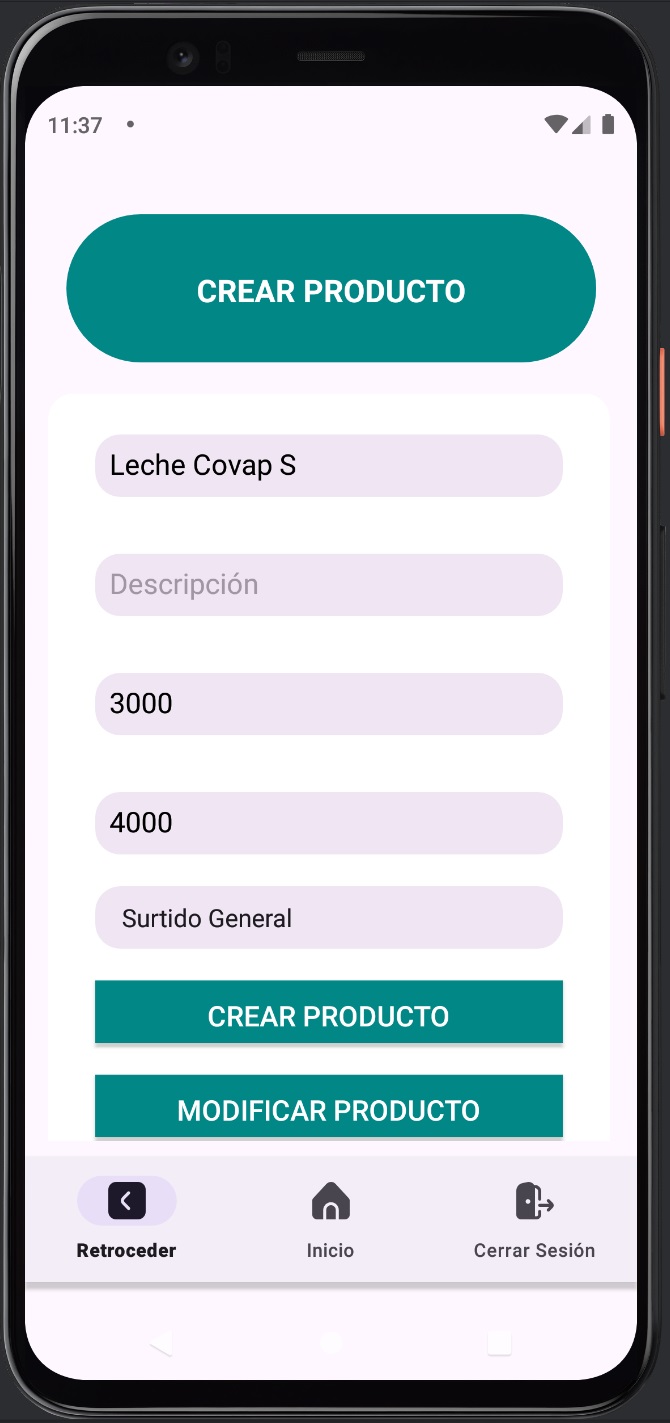 11:37
CREAR PRODUCTO
Leche Covap S
Descripción
3000
4000
Surtido General
CREAR PRODUCTO
MODIFICAR PRODUCTO
Retroceder
Inicio
Cerrar Sesión